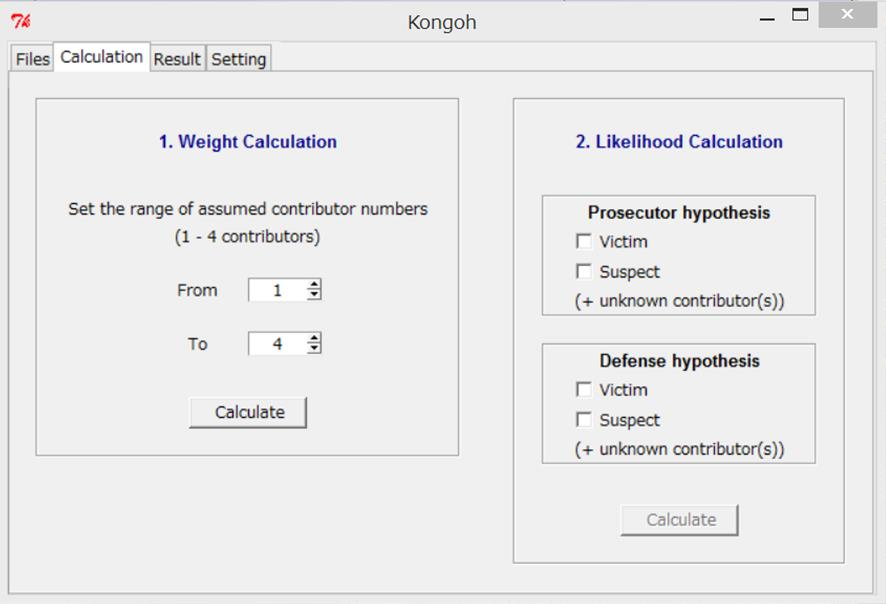 Kongoh
Files Calculation Result Setting
1. Weight Calculation
Set the range of assumed contributor numbers
(1 - 4 contributors)
From 1
To 4
Calculate
2. Likelihood Calculation
Prosecutor hypothesis
Victim
Suspect
(+ unknown contributor(s))
Defense hypothesis
Victim
Suspect
(+ unknown contributor(s))
Calculate